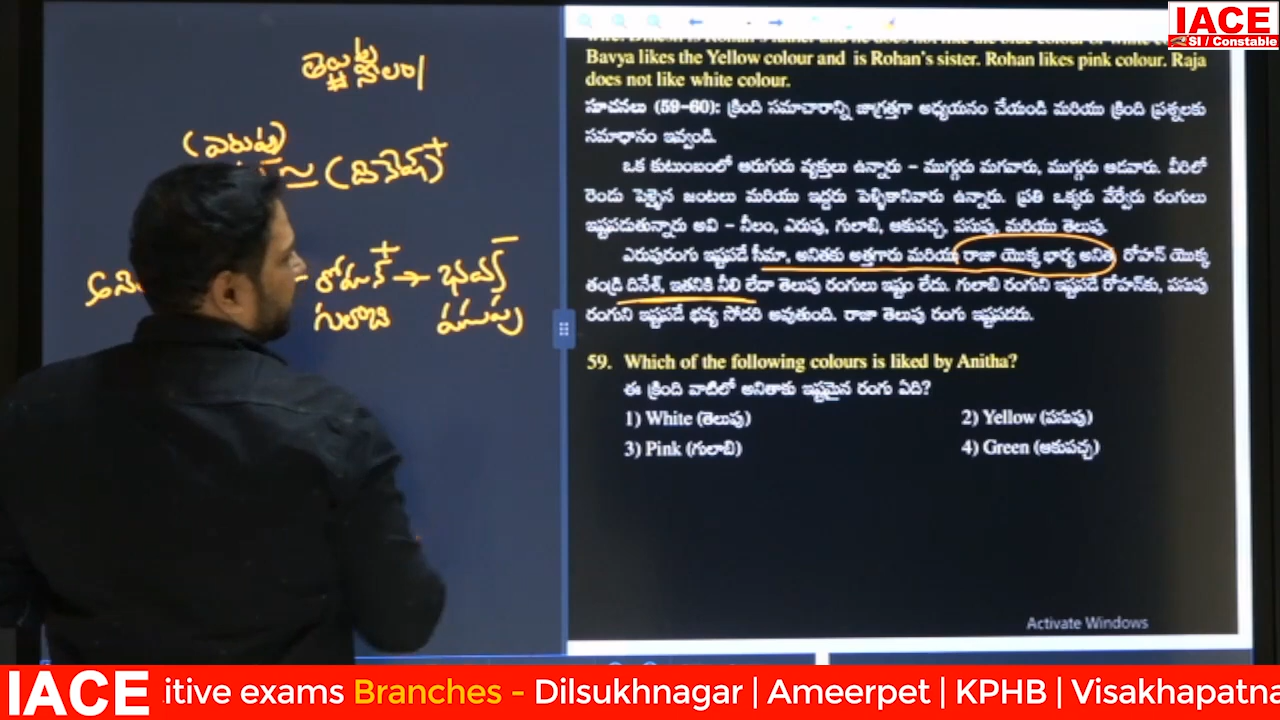 తెలుపు
నీలం
(ఎరుపు)
(దినేష్) +
రోహన్ + → భవ్య -
గులాబి పసుపు
Bavya likes the Yellow colour and is Rohan's sister. Rohan likes pink colour. Raja
does not like white colour.
సూచనలు (59-60): క్రింది సమాచారాన్ని జాగ్రత్తగా అధ్యయనం చేయండి మరియు క్రింది ప్రశ్నలకు
సమాధానం ఇవ్వండి.
ఒక కుటుంబంలో ఆరుగురు వ్యక్తులు ఉన్నారు - ముగ్గురు మగవారు, ముగ్గురు ఆడవారు. వీరిలో
రెండు పెళ్ళైన జంటలు మరియు ఇద్దరు పెళ్ళికానివారు ఉన్నారు. ప్రతి ఒక్కరు వేర్వేరు రంగులు
ఇష్టపడుతున్నారు అవి - నీలం, ఎరుపు, గులాబి, ఆకుపచ్చ, పసుపు, మరియు తెలుపు.
ఎరుపురంగు ఇష్టపడే సీమా, అనితకు అత్తగారు మరియు రాజా యొక్క భార్య అనిత, రోహన్ యొక్క
తండ్రి దినేశ్, ఇతనికి నీలి లేదా తెలుపు రంగులు ఇష్టం లేదు. గులాబి రంగుని ఇష్టపడే రోహన్‌కు, పసుపు
రంగుని ఇష్టపడే భవ్య సోదరి అవుతుంది. రాజా తెలుపు రంగు ఇష్టపడరు.
59. Which of the following colours is liked by Anitha?
ఈ క్రింది వాటిలో అనితాకు ఇష్టమైన రంగు ఏది?
1) White (తెలుపు) 2) Yellow (పసుపు)
3) Pink (గులాబి) 4) Green (ఆకుపచ్చ)
Activate Windows
IACE
SI / Constable
IACE itive exams Branches - Dilsukhnagar | Ameerpet | KPHB | Visakhapatna